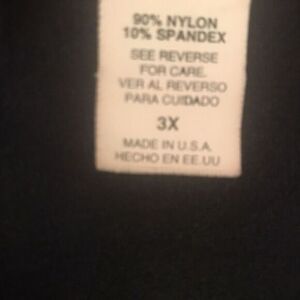 90% NYLON
10% SPANDEX
SEE REVERSE
FOR CARE.
VER AL REVERSO
PARA CUIDADO
3X
MADE IN U.S.A.
HECHO EN EE.UU